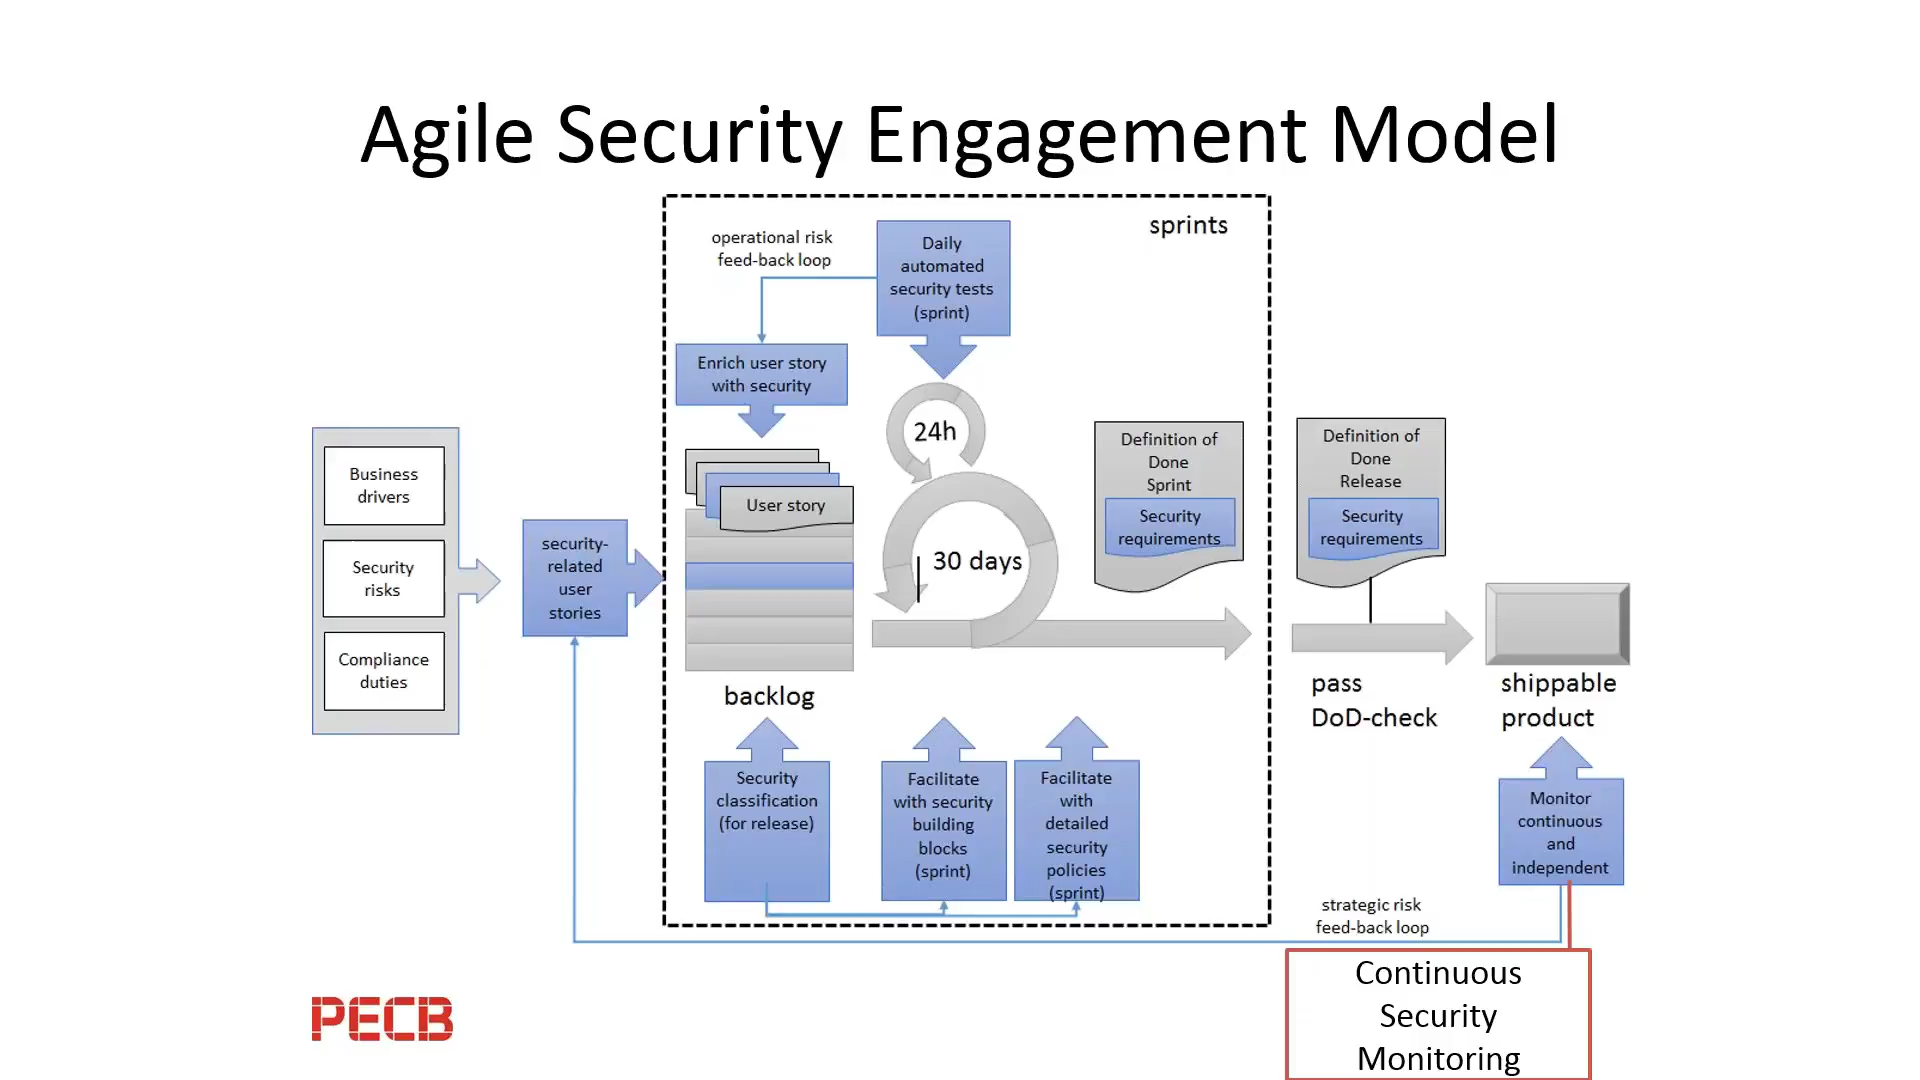 Agile Security Engagement Model
sprints
operational risk
feed-back loop
Daily
automated
security tests
(sprint)
Enrich user story
with security
24h
30 days
User story
backlog
Business
drivers
Security
risks
Compliance
duties
security-
related
user
stories
Definition of
Done
Sprint
Security
requirements
Definition of
Done
Release
Security
requirements
pass
DoD-check
shippable
product
Security
classification
(for release)
Facilitate
with security
building
blocks
(sprint)
Facilitate
with
detailed
security
policies
(sprint)
Monitor
continuous
and
independent
strategic risk
feed-back loop
Continuous
Security
Monitoring
PECB